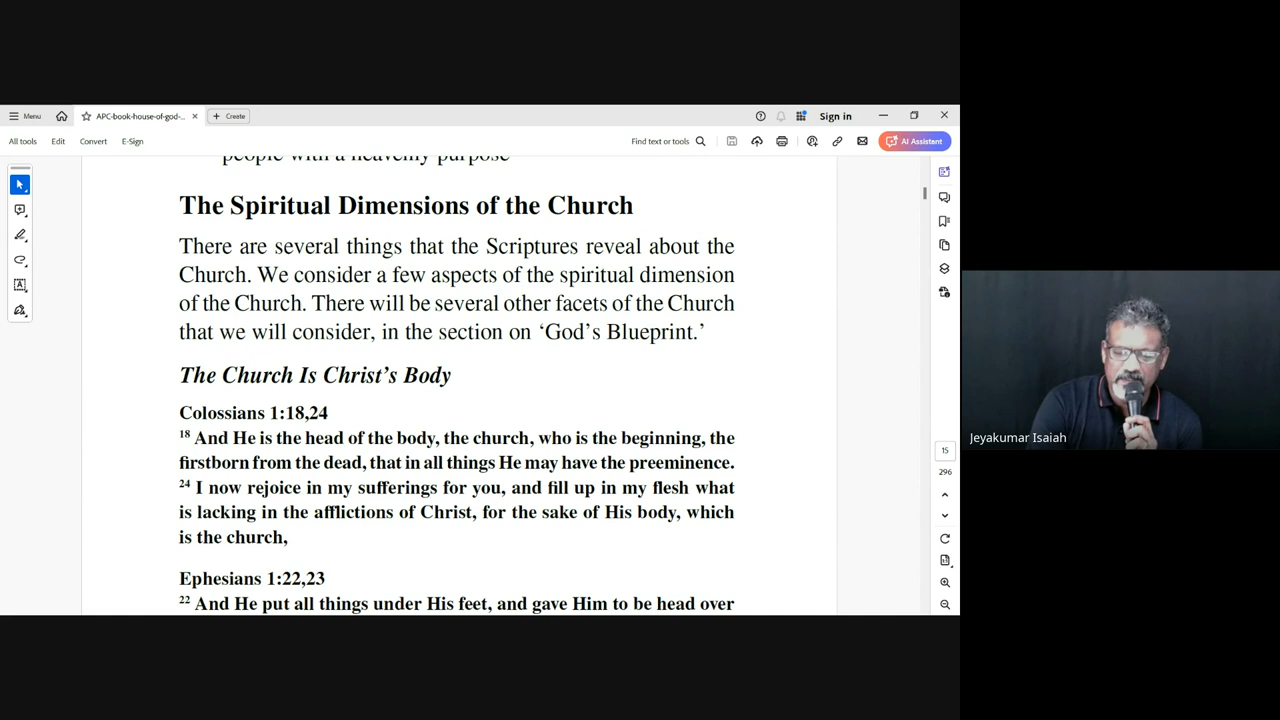 Menu
APC-book-house-of-god-...
Create
Sign in
All tools
Edit
Convert
E-Sign
Find text or tools
AI Assistant
people with a heavenly purpose
The Spiritual Dimensions of the Church
There are several things that the Scriptures reveal about the
Church. We consider a few aspects of the spiritual dimension
of the Church. There will be several other facets of the Church
that we will consider, in the section on ‘God’s Blueprint.’
The Church Is Christ’s Body
Colossians 1:18,24
18 And He is the head of the body, the church, who is the beginning, the
firstborn from the dead, that in all things He may have the preeminence.
24 I now rejoice in my sufferings for you, and fill up in my flesh what
is lacking in the afflictions of Christ, for the sake of His body, which
is the church,
Ephesians 1:22,23
22 And He put all things under His feet, and gave Him to be head over
15
296
Jeyakumar Isaiah